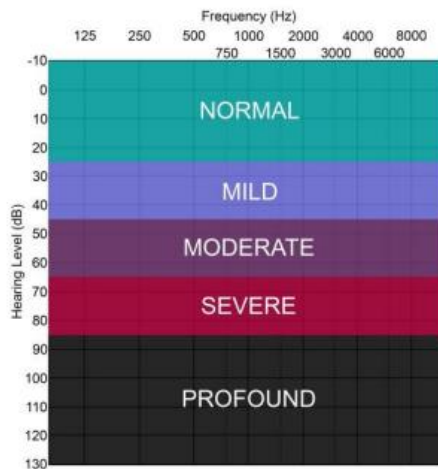 Frequency (Hz)
125 250 500 1000 2000 4000 8000
750 1500 3000 6000
Hearing Level (dB)
-10
0
10
20
30
40
50
60
70
80
90
100
110
120
130
NORMAL
MILD
MODERATE
SEVERE
PROFOUND